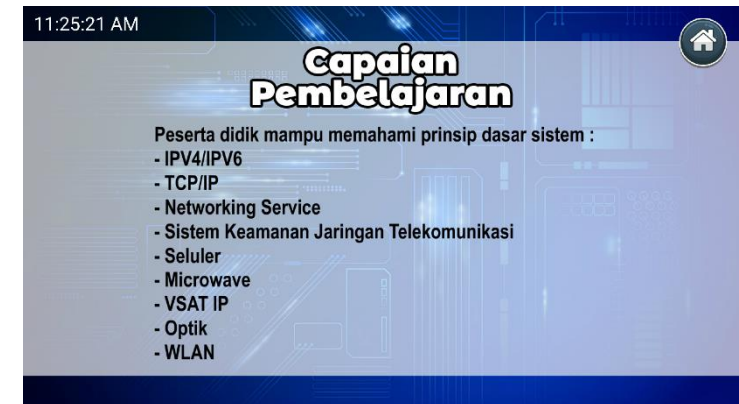 11:25:21 AM
Capaian
Pembelajaran
Peserta didik mampu memahami prinsip dasar sistem :
- IPV4/IPV6
- TCP/IP
- Networking Service
- Sistem Keamanan Jaringan Telekomunikasi
- Seluler
- Microwave
- VSAT IP
- Optik
- WLAN